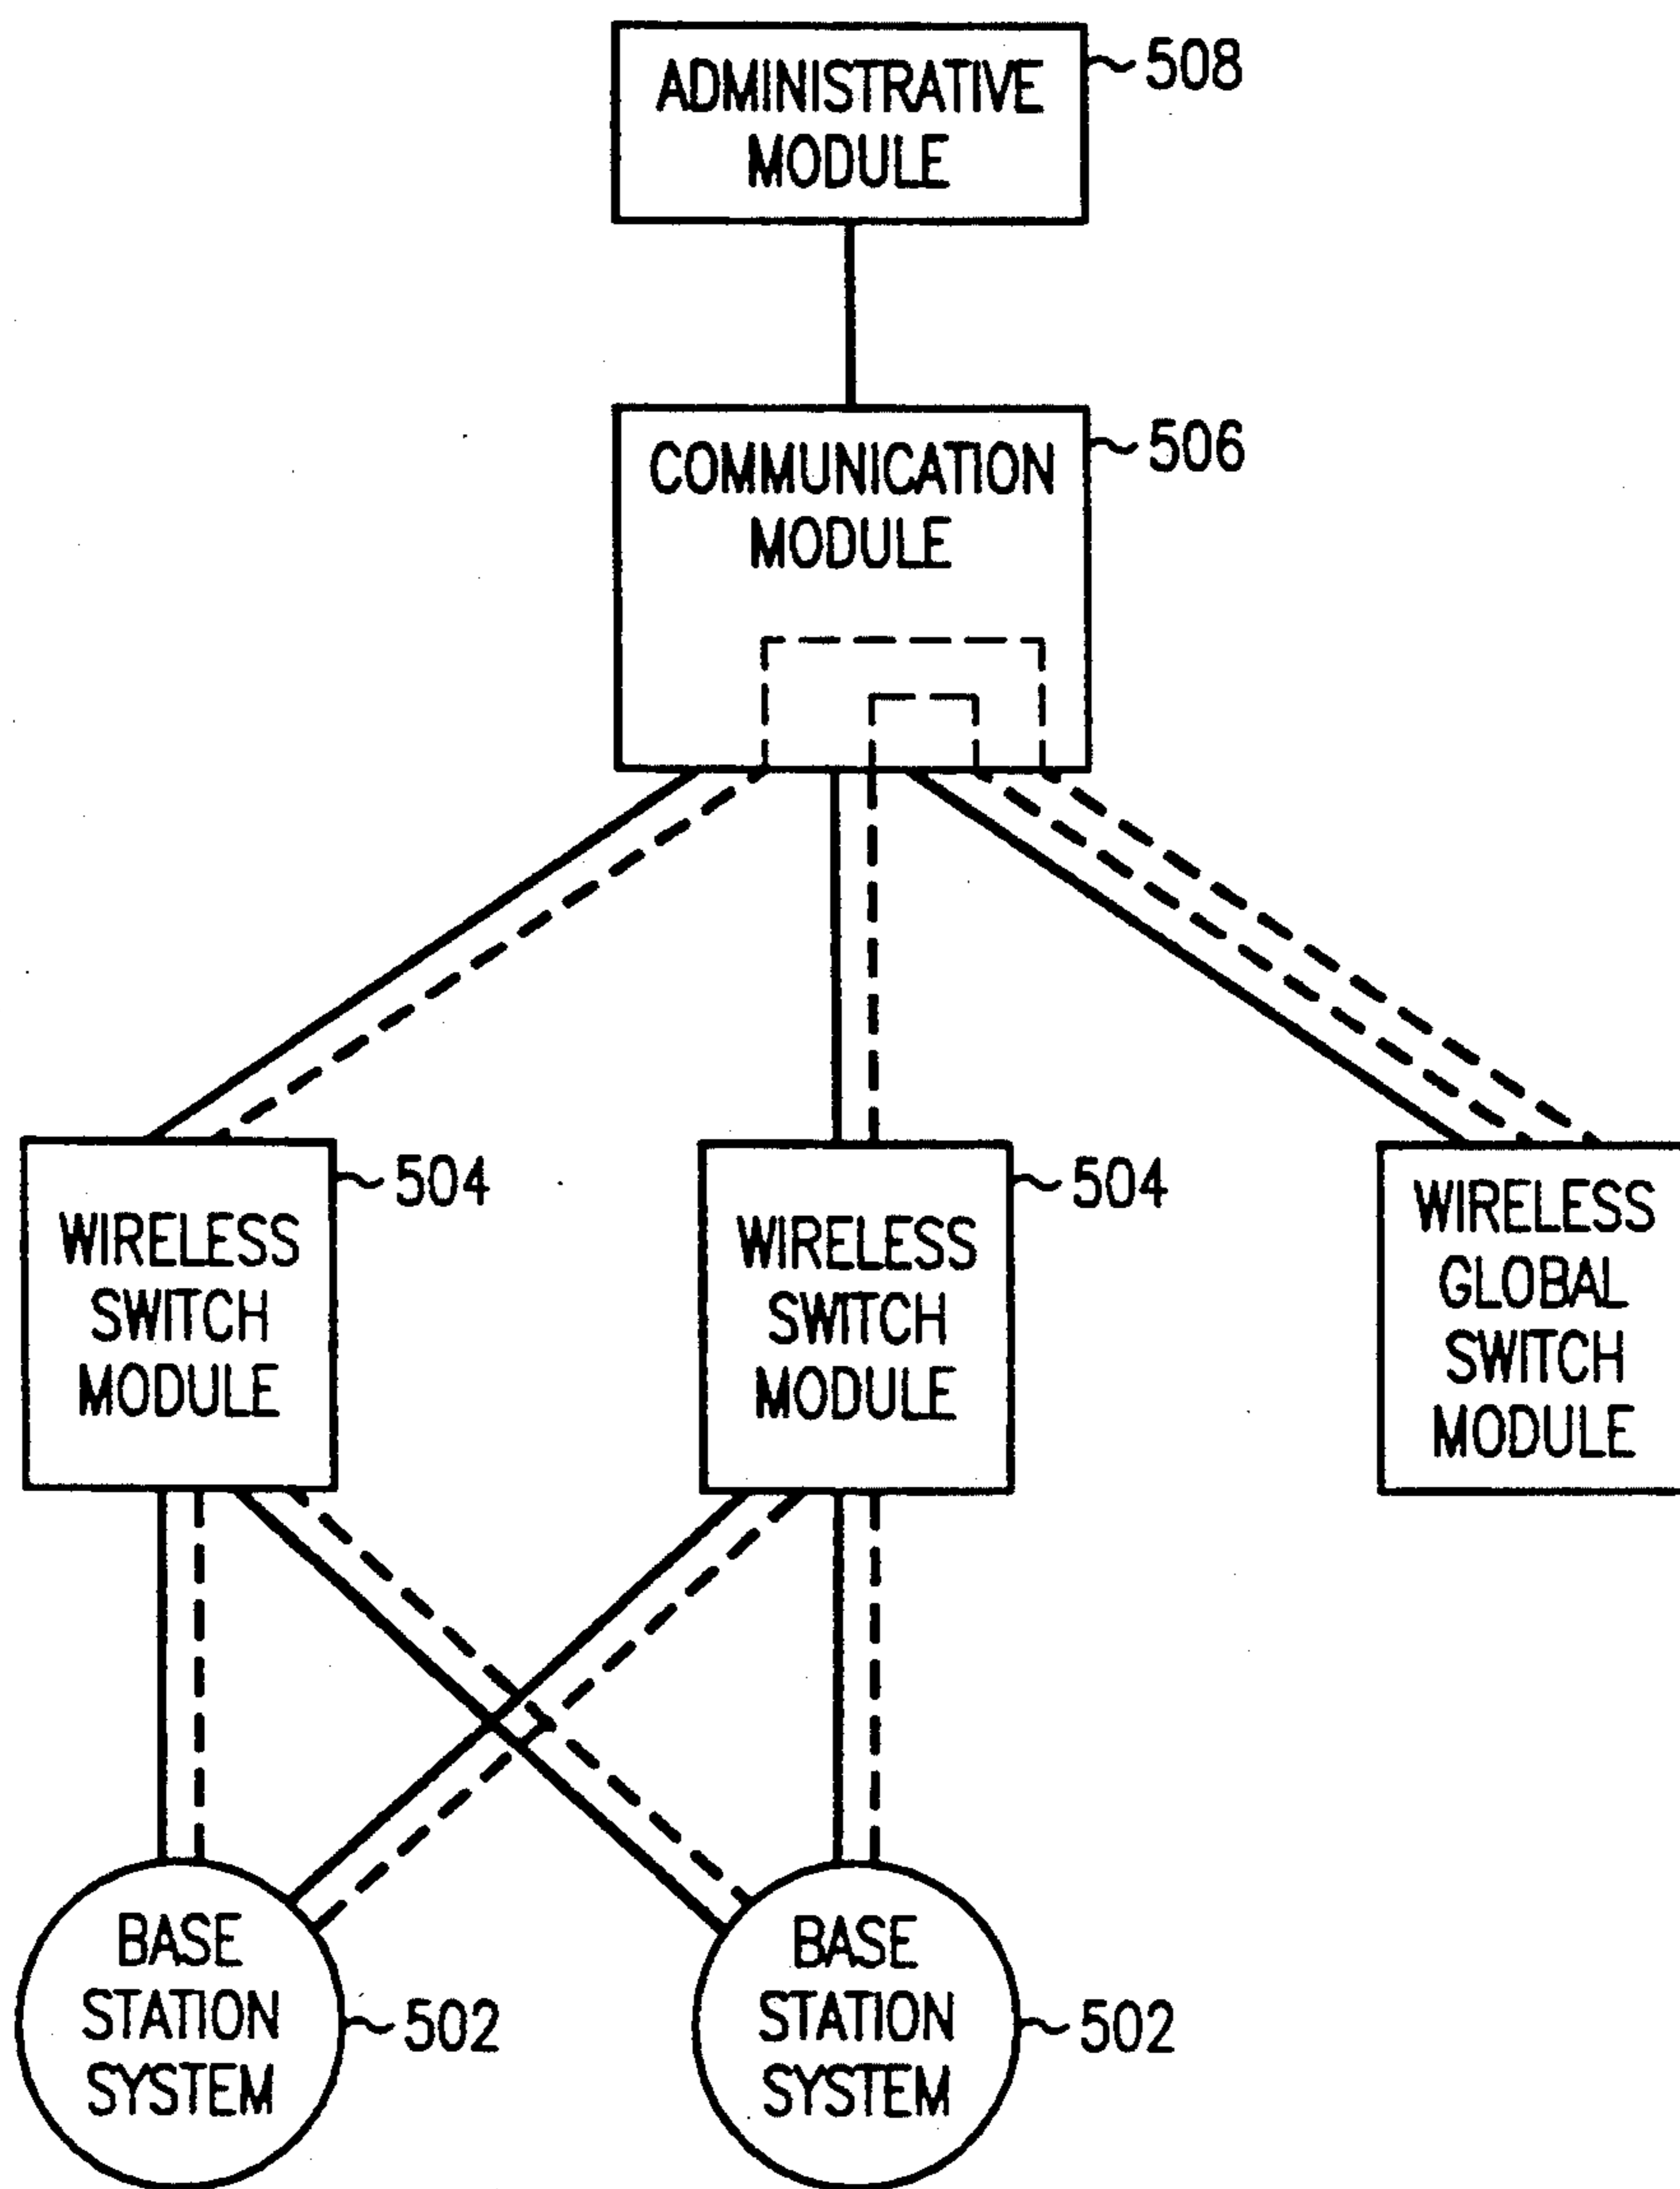 ADMINISTRATIVE
MODULE
508
COMMUNICATION
MODULE
506
WIRELESS
SWITCH
MODULE
504
WIRELESS
SWITCH
MODULE
504
WIRELESS
GLOBAL
SWITCH
MODULE
BASE
STATION
SYSTEM
502
BASE
STATION
SYSTEM
502